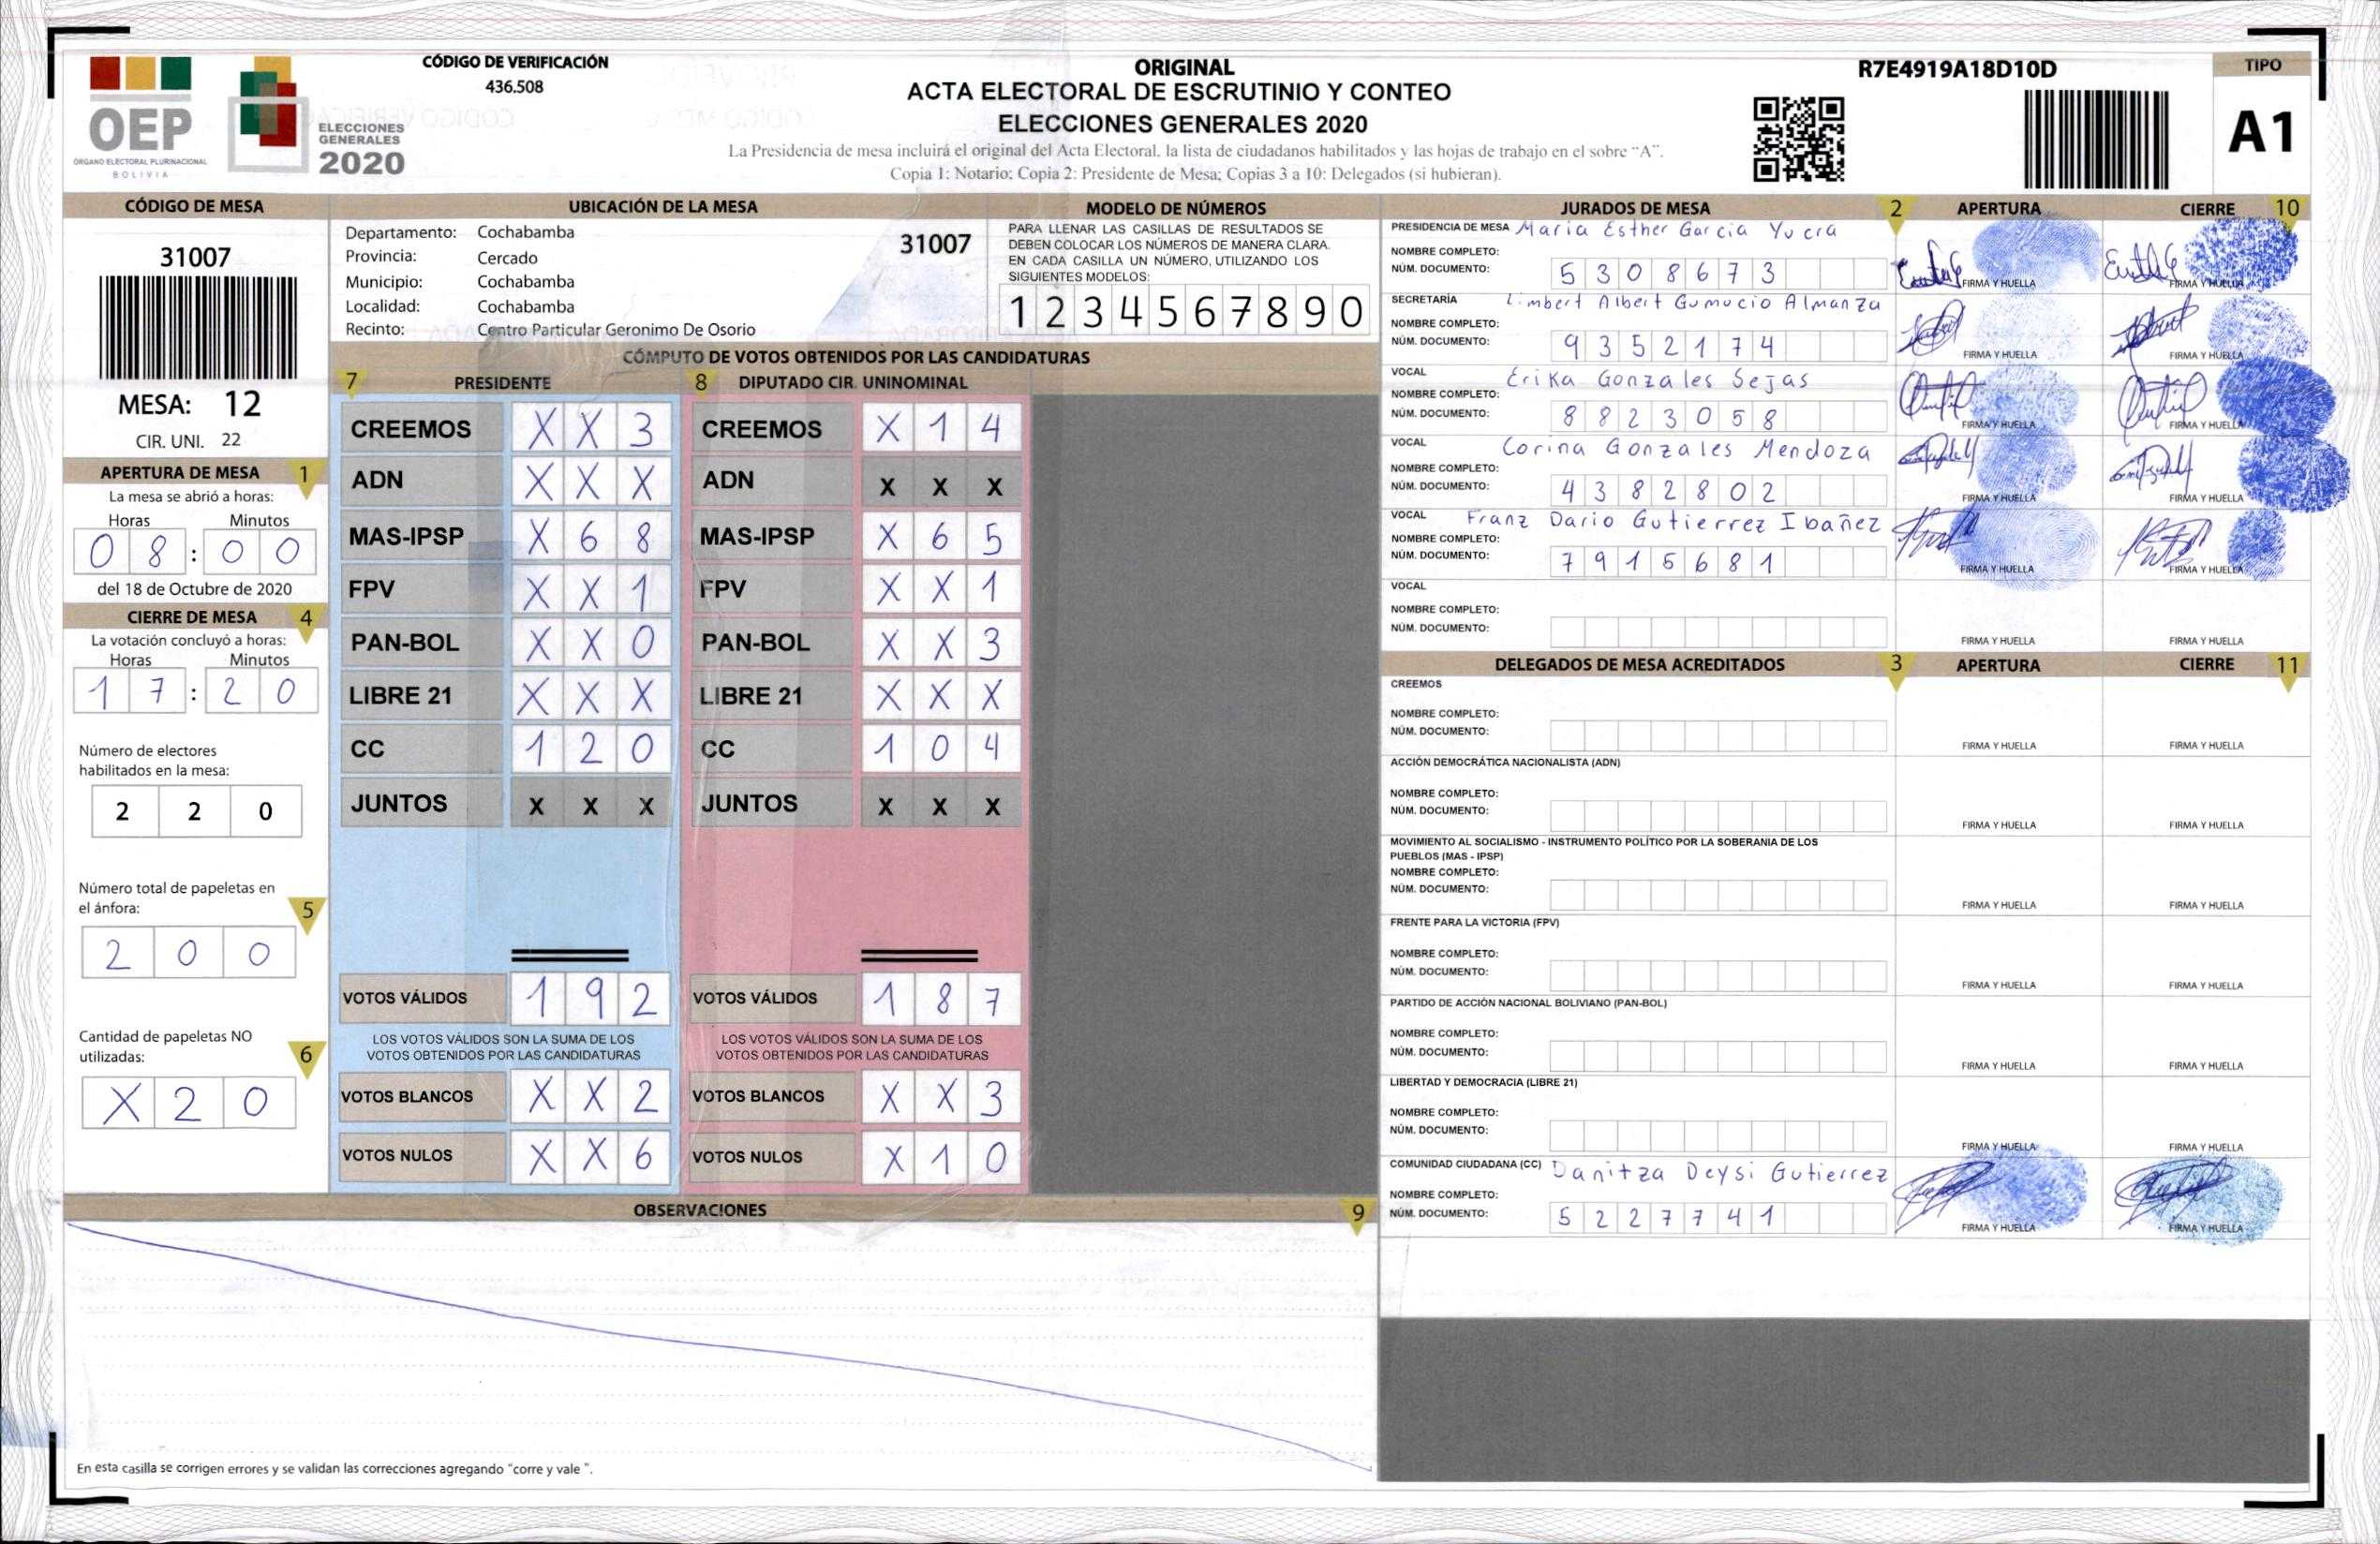 CÓDIGO DE VERIFICACIÓN
436.508
OEP
ÓRGANO ELECTORAL PLURINACIONAL
BOLIVIA
ELECCIONES
GENERALES
2020
ORIGINAL
ACTA ELECTORAL DE ESCRUTINIO Y CONTEO
ELECCIONES GENERALES 2020
La Presidencia de mesa incluirá el original del Acta Electoral, la lista de ciudadanos habilitados y las hojas de trabajo en el sobre "A".
Copia 1: Notario; Copia 2: Presidente de Mesa; Copias 3 a 10: Delegados (si hubieran).
R7E4919A18D10D
TIPO
A1
CÓDIGO DE MESA
31007
MESA: 12
CIR. UNI. 22
APERTURA DE MESA 1
La mesa se abrió a horas:
Horas Minutos
0 8 : 0 0
del 18 de Octubre de 2020
CIERRE DE MESA 4
La votación concluyó a horas:
Horas Minutos
1 7 : 2 0
Número de electores
habilitados en la mesa:
2 2 0
Número total de papeletas en
el ánfora: 5
2 0 0
Cantidad de papeletas NO
utilizadas: 6
X 2 0
UBICACIÓN DE LA MESA
Departamento: Cochabamba
Provincia: Cercado
Municipio: Cochabamba
Localidad: Cochabamba
Recinto: Centro Particular Geronimo De Osorio
31007
MODELO DE NÚMEROS
PARA LLENAR LAS CASILLAS DE RESULTADOS SE
DEBEN COLOCAR LOS NÚMEROS DE MANERA CLARA.
EN CADA CASILLA UN NÚMERO, UTILIZANDO LOS
SIGUIENTES MODELOS:
1 2 3 4 5 6 7 8 9 0
CÓMPUTO DE VOTOS OBTENIDOS POR LAS CANDIDATURAS
7 PRESIDENTE 8 DIPUTADO CIR. UNINOMINAL
CREEMOS X X 3 CREEMOS X 1 4
ADN X X X ADN X X X
MAS-IPSP X 6 8 MAS-IPSP X 6 5
FPV X X 1 FPV X X 1
PAN-BOL X X 0 PAN-BOL X X 3
LIBRE 21 X X X LIBRE 21 X X X
CC 1 2 0 CC 1 0 4
JUNTOS X X X JUNTOS X X X
VOTOS VÁLIDOS 1 9 2 VOTOS VÁLIDOS 1 8 7
LOS VOTOS VÁLIDOS SON LA SUMA DE LOS LOS VOTOS VÁLIDOS SON LA SUMA DE LOS
VOTOS OBTENIDOS POR LAS CANDIDATURAS VOTOS OBTENIDOS POR LAS CANDIDATURAS
VOTOS BLANCOS X X 2 VOTOS BLANCOS X X 3
VOTOS NULOS X X 6 VOTOS NULOS X 1 0
OBSERVACIONES 9
En esta casilla se corrigen errores y se validan las correcciones agregando "corre y vale ".
JURADOS DE MESA 2 APERTURA CIERRE 10
PRESIDENCIA DE MESA Maria Esther Garcia Yucra
NOMBRE COMPLETO:
NÚM. DOCUMENTO: 5 3 0 8 6 7 3 FIRMA Y HUELLA FIRMA Y HUELLA
SECRETARÍA Limbert Albert Gumucio Almanza
NOMBRE COMPLETO:
NÚM. DOCUMENTO: 9 3 5 2 1 7 4 FIRMA Y HUELLA FIRMA Y HUELLA
VOCAL Erika Gonzales Sejas
NOMBRE COMPLETO:
NÚM. DOCUMENTO: 8 8 2 3 0 5 8 FIRMA Y HUELLA FIRMA Y HUELLA
VOCAL Corina Gonzales Mendoza
NOMBRE COMPLETO:
NÚM. DOCUMENTO: 4 3 8 2 8 0 2 FIRMA Y HUELLA FIRMA Y HUELLA
VOCAL Franz Dario Gutierrez Ibañez
NOMBRE COMPLETO:
NÚM. DOCUMENTO: 7 9 1 5 6 8 1 FIRMA Y HUELLA FIRMA Y HUELLA
VOCAL
NOMBRE COMPLETO:
NÚM. DOCUMENTO: FIRMA Y HUELLA FIRMA Y HUELLA
DELEGADOS DE MESA ACREDITADOS 3 APERTURA CIERRE 11
CREEMOS
NOMBRE COMPLETO:
NÚM. DOCUMENTO: FIRMA Y HUELLA FIRMA Y HUELLA
ACCIÓN DEMOCRÁTICA NACIONALISTA (ADN)
NOMBRE COMPLETO:
NÚM. DOCUMENTO: FIRMA Y HUELLA FIRMA Y HUELLA
MOVIMIENTO AL SOCIALISMO - INSTRUMENTO POLÍTICO POR LA SOBERANIA DE LOS
PUEBLOS (MAS - IPSP)
NOMBRE COMPLETO:
NÚM. DOCUMENTO: FIRMA Y HUELLA FIRMA Y HUELLA
FRENTE PARA LA VICTORIA (FPV)
NOMBRE COMPLETO:
NÚM. DOCUMENTO: FIRMA Y HUELLA FIRMA Y HUELLA
PARTIDO DE ACCIÓN NACIONAL BOLIVIANO (PAN-BOL)
NOMBRE COMPLETO:
NÚM. DOCUMENTO: FIRMA Y HUELLA FIRMA Y HUELLA
LIBERTAD Y DEMOCRACIA (LIBRE 21)
NOMBRE COMPLETO:
NÚM. DOCUMENTO: FIRMA Y HUELLA FIRMA Y HUELLA
COMUNIDAD CIUDADANA (CC) Danitza Deysi Gutierrez
NOMBRE COMPLETO:
NÚM. DOCUMENTO: 5 2 2 7 7 4 1 FIRMA Y HUELLA FIRMA Y HUELLA